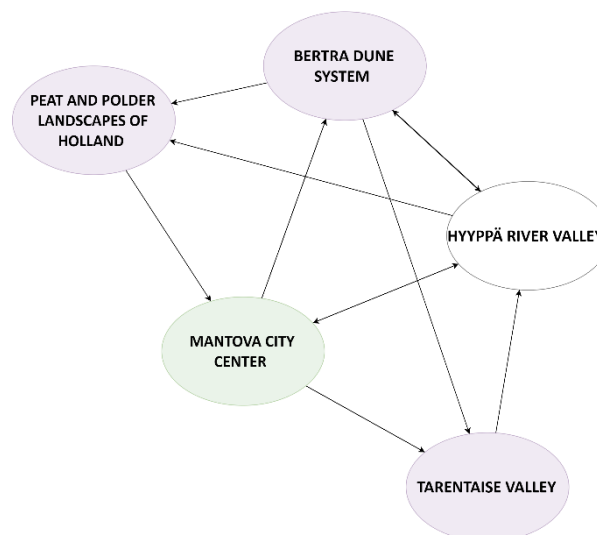 BERTRA DUNE
SYSTEM
PEAT AND POLDER
LANDSCAPES OF
HOLLAND
HYYPPÄ RIVER VALLEY
MANTOVA CITY
CENTER
TARENTAISE VALLEY